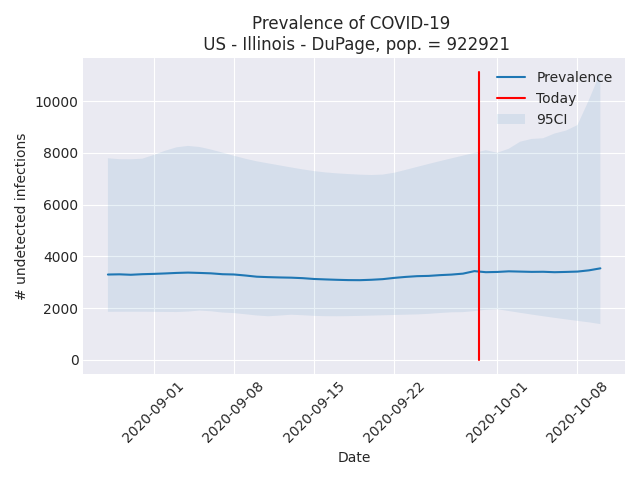 Prevalence of COVID-19
US - Illinois - DuPage, pop. = 922921
Prevalence
Today
95CI
10000
8000
6000
4000
2000
0
# undetected infections
2020-09-01
2020-09-08
2020-09-15
2020-09-22
2020-10-01
2020-10-08
Date